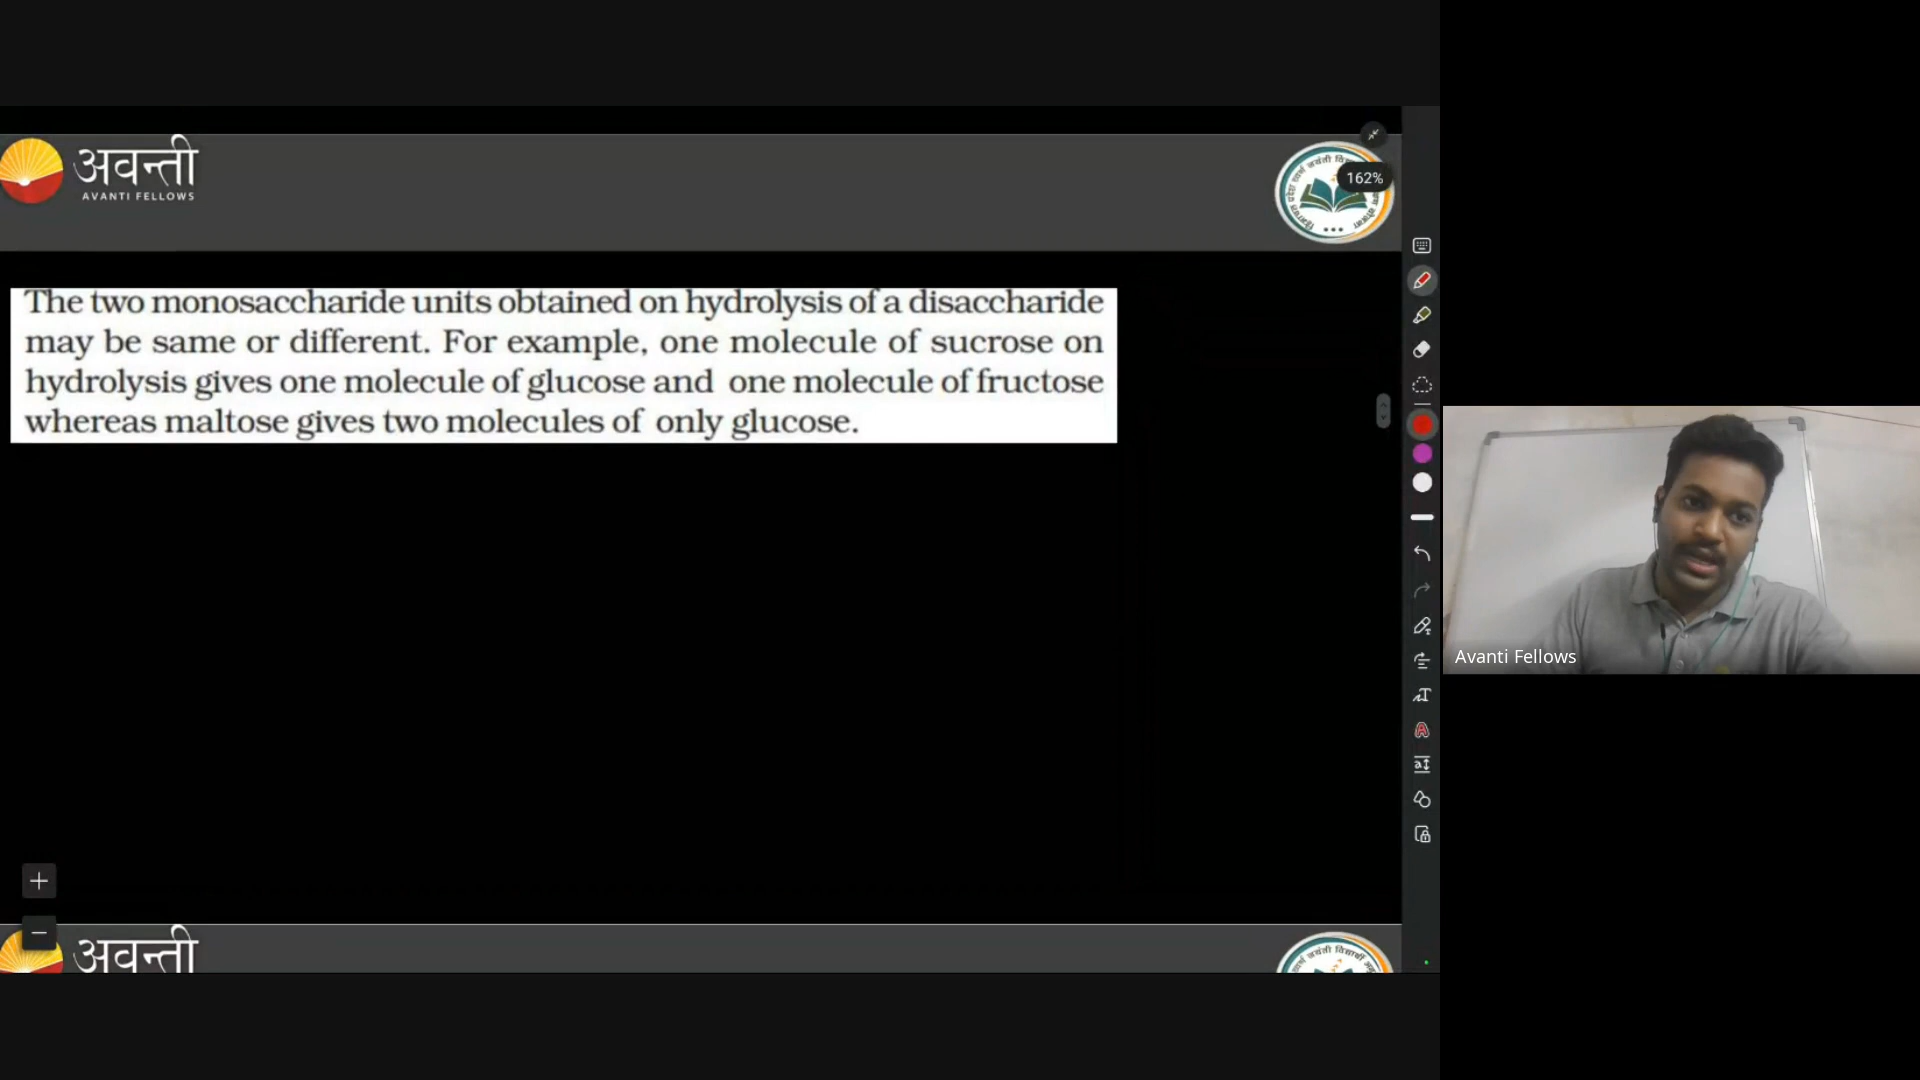 अवन्ती
AVANTI FELLOWS
162%
The two monosaccharide units obtained on hydrolysis of a disaccharide
may be same or different. For example, one molecule of sucrose on
hydrolysis gives one molecule of glucose and one molecule of fructose
whereas maltose gives two molecules of only glucose.
Avanti Fellows
अवन्ती